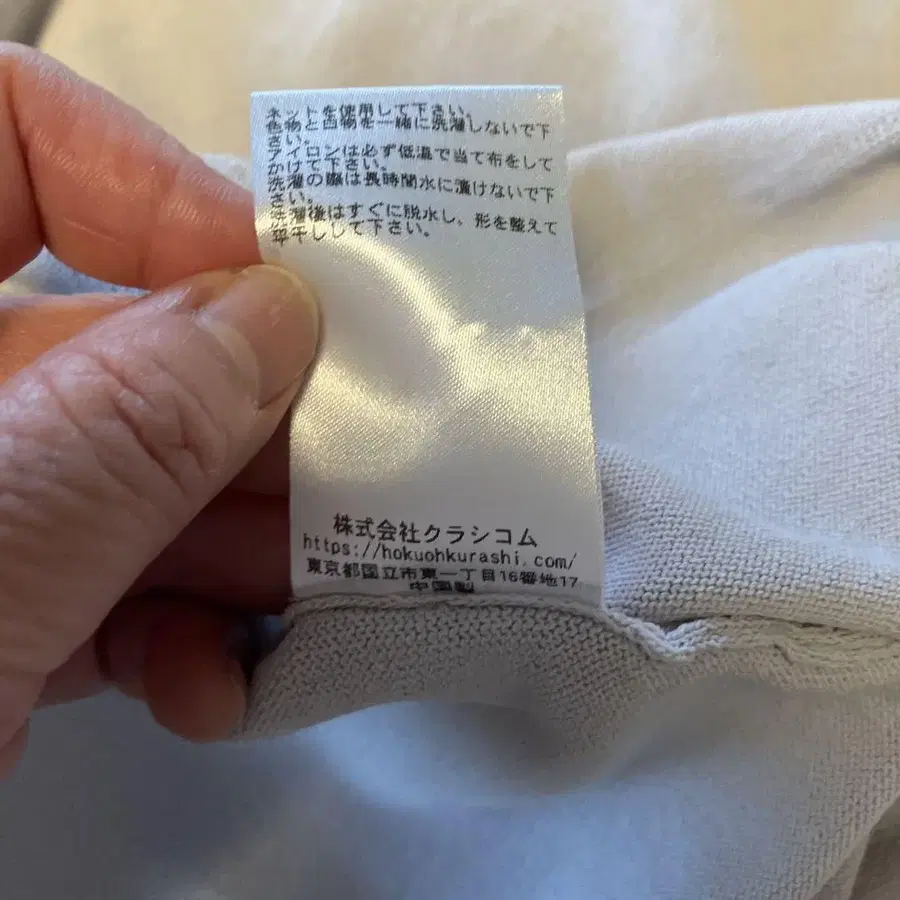 ネットを使用して下さい。
色物と白物を一緒に洗濯しないで下
さい。
アイロンは必ず低温で当て布をして
かけて下さい。
洗濯の際は長時間水に漬けないで下
さい。
洗濯後はすぐに脱水し、形を整えて
平干しして下さい。
株式会社クラシコム
https://hokuohkurashi.com/
東京都国立市東一丁目16番地17
中国製